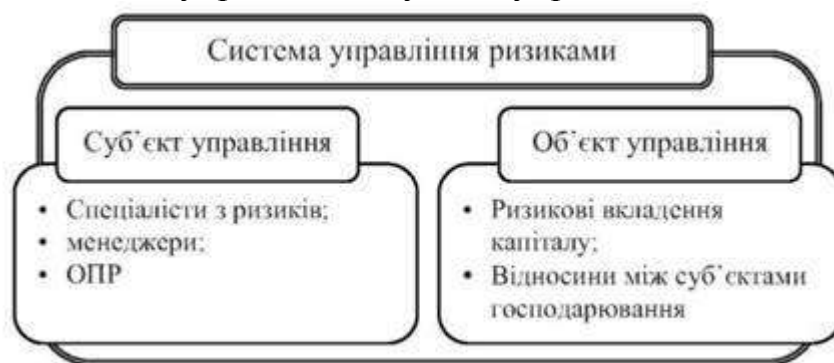 Система управління ризиками
Суб`єкт управління
• Спеціалісти з ризиків;
• менеджери;
• ОПР
Об`єкт управління
• Ризикові вкладення
капіталу;
• Відносини між суб`єктами
господарювання